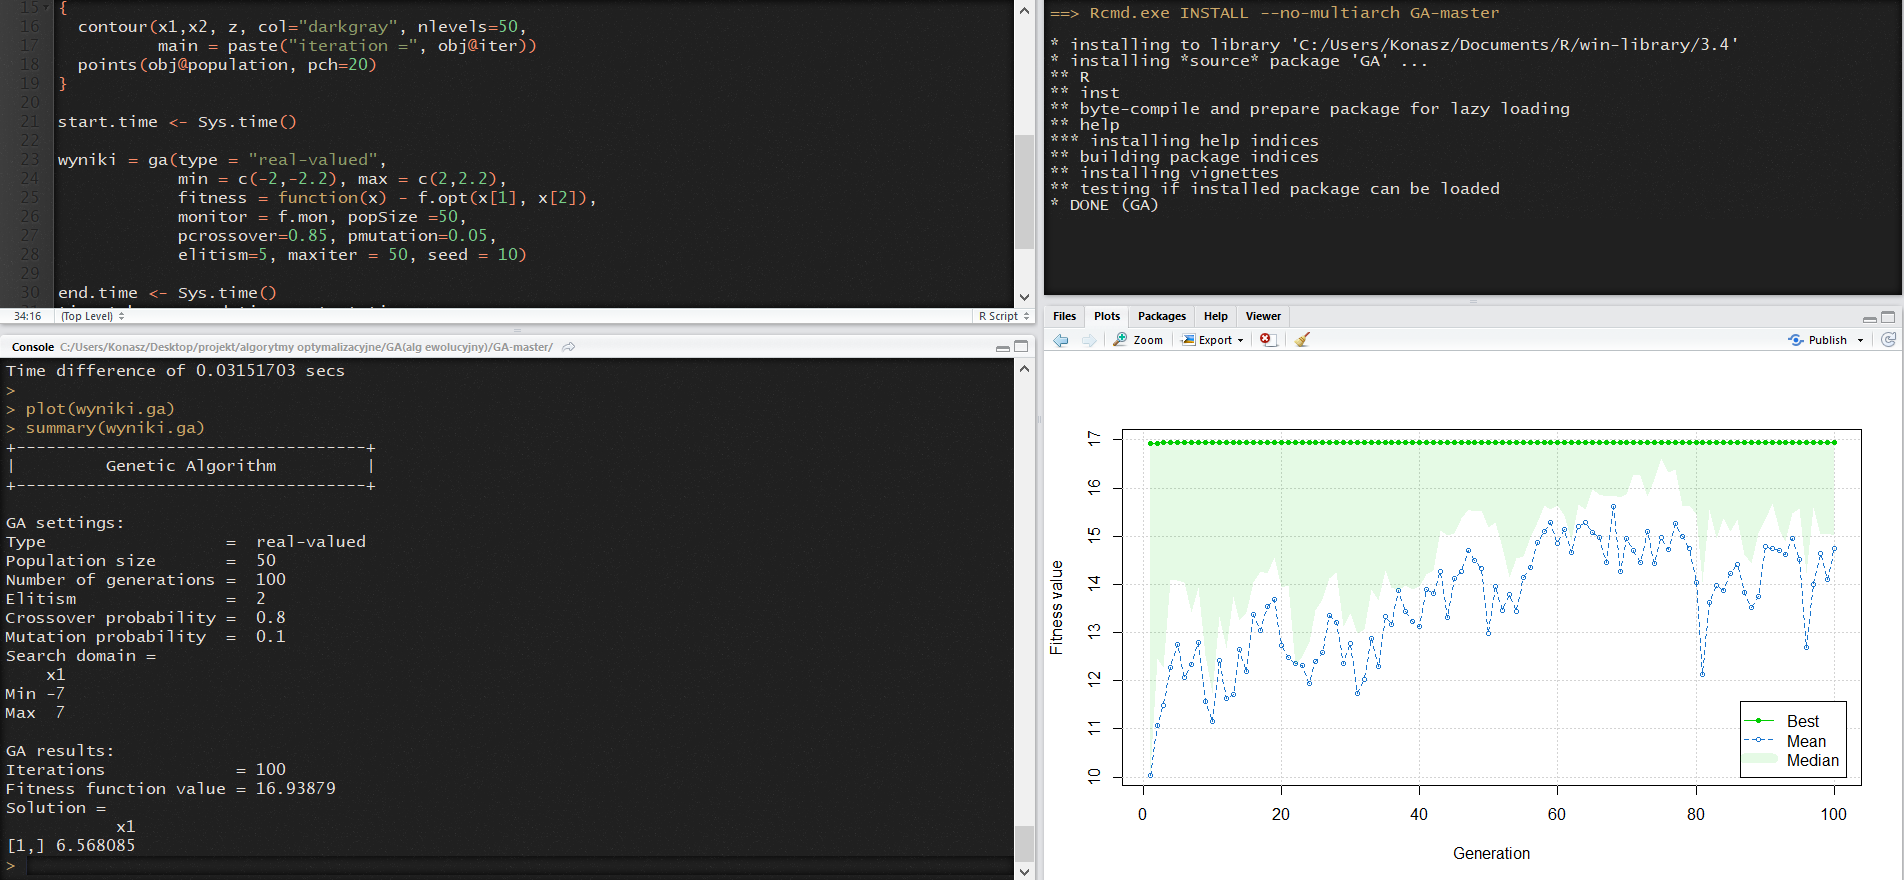 15 {
16 contour(x1,x2, z, col="darkgray", nlevels=50,
17 main = paste("iteration =", obj@iter))
18 points(obj@population, pch=20)
19 }
20
21 start.time <- Sys.time()
22
23 wyniki = ga(type = "real-valued",
24 min = c(-2,-2.2), max = c(2,2.2),
25 fitness = function(x) - f.opt(x[1], x[2]),
26 monitor = f.mon, popSize =50,
27 pcrossover=0.85, pmutation=0.05,
28 elitism=5, maxiter = 50, seed = 10)
29
30 end.time <- Sys.time()
34:16 (Top Level) R Script
Console C:/Users/Konasz/Desktop/projekt/algorytmy optymalizacyjne/GA(alg ewolucyjny)/GA-master/
Time difference of 0.03151703 secs
>
> plot(wyniki.ga)
> summary(wyniki.ga)
+-----------------------------------+
| Genetic Algorithm |
+-----------------------------------+
GA settings:
Type = real-valued
Population size = 50
Number of generations = 100
Elitism = 2
Crossover probability = 0.8
Mutation probability = 0.1
Search domain =
x1
Min -7
Max 7
GA results:
Iterations = 100
Fitness function value = 16.93879
Solution =
x1
[1,] 6.568085
>
==> Rcmd.exe INSTALL --no-multiarch GA-master
* installing to library 'C:/Users/Konasz/Documents/R/win-library/3.4'
* installing *source* package 'GA' ...
** R
** inst
** byte-compile and prepare package for lazy loading
** help
*** installing help indices
** building package indices
** installing vignettes
** testing if installed package can be loaded
* DONE (GA)
Files Plots Packages Help Viewer
Zoom Export Publish
17
16
15
14
13
12
11
10
Fitness value
Best
Mean
Median
0 20 40 60 80 100
Generation